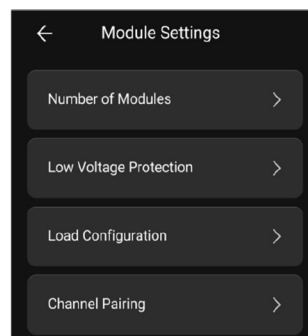 Module Settings
Number of Modules
Low Voltage Protection
Load Configuration
Channel Pairing